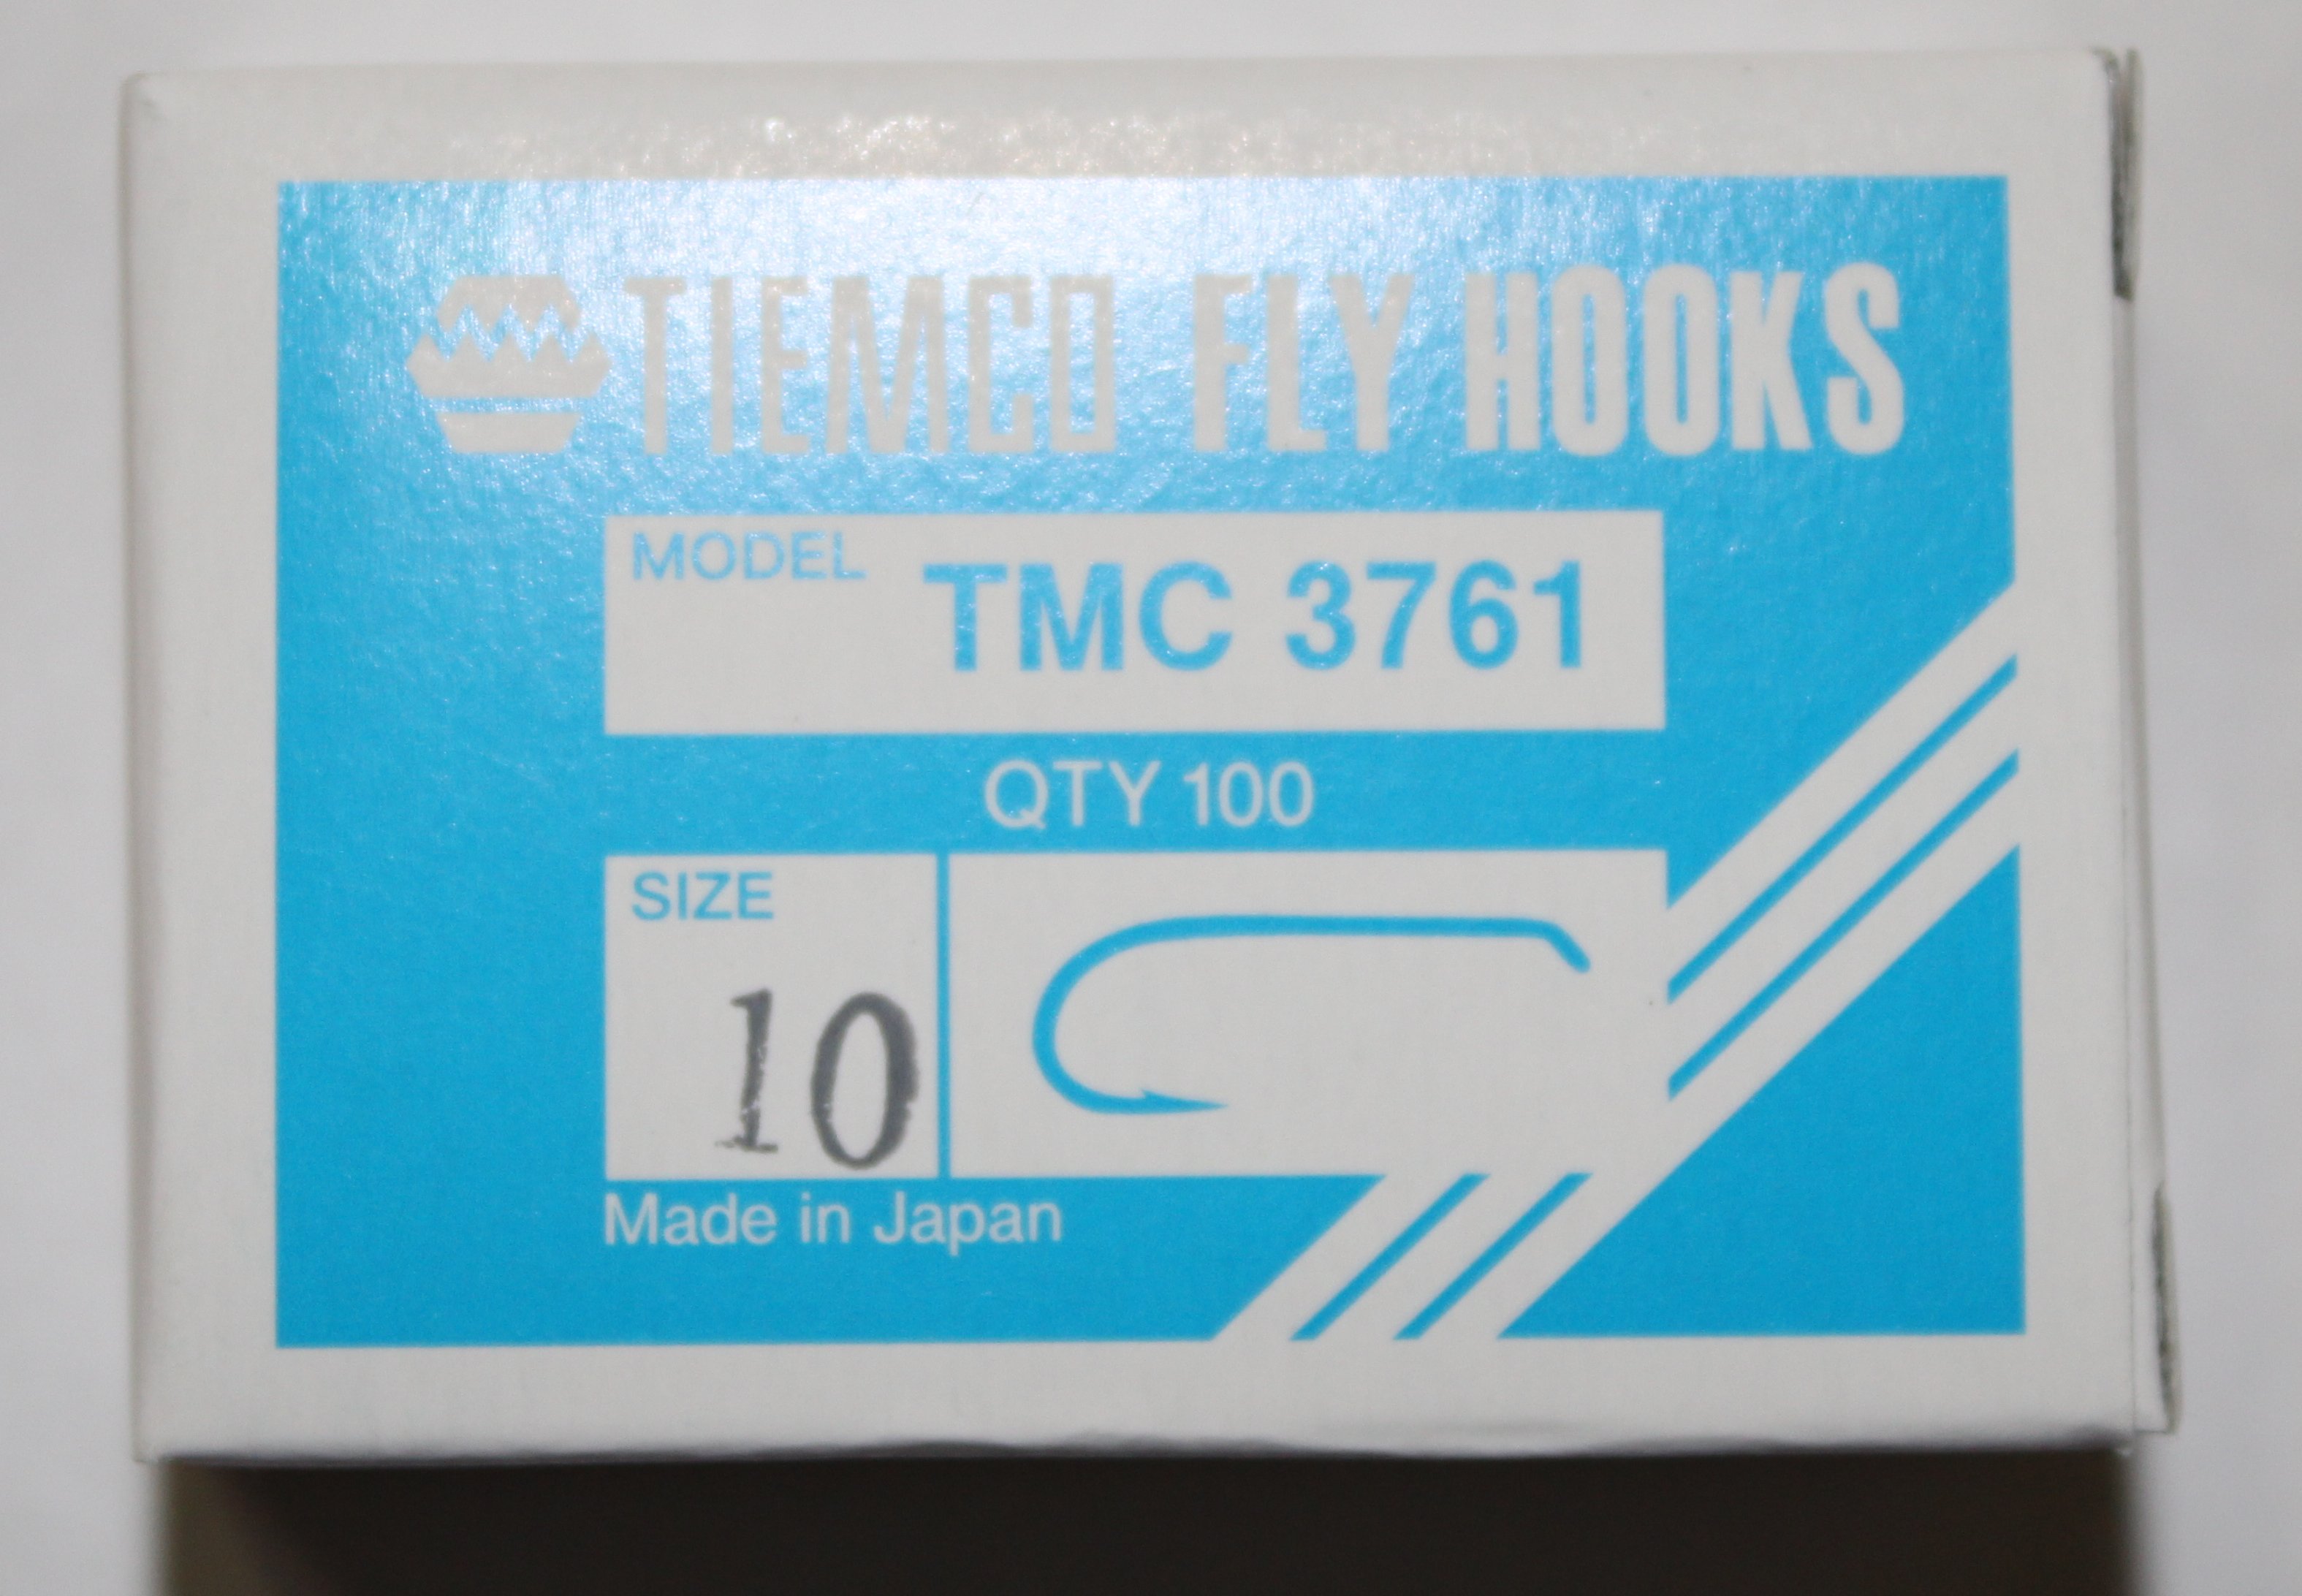 TIEMCO FLY HOOKS
MODEL TMC 3761
QTY 100
SIZE
10
Made in Japan